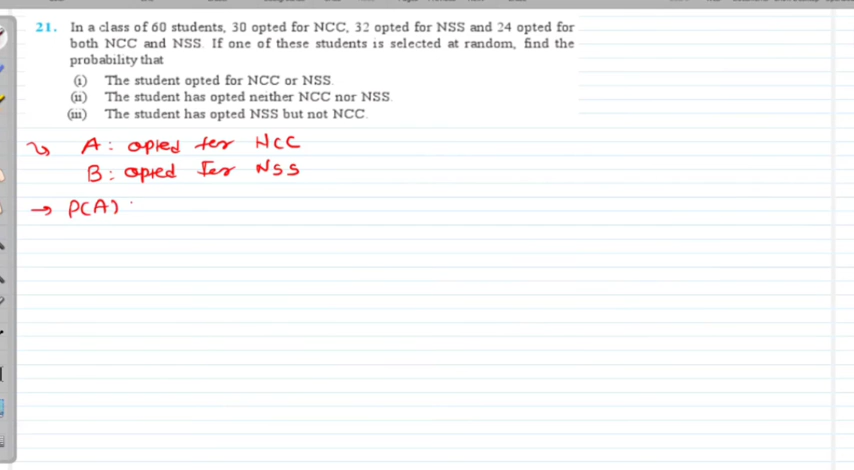 21. In a class of 60 students, 30 opted for NCC, 32 opted for NSS and 24 opted for
both NCC and NSS. If one of these students is selected at random, find the
probability that
(i) The student opted for NCC or NSS.
(ii) The student has opted neither NCC nor NSS.
(iii) The student has opted NSS but not NCC.
A : opted for NCC
B : opted for NSS
→ P(A)